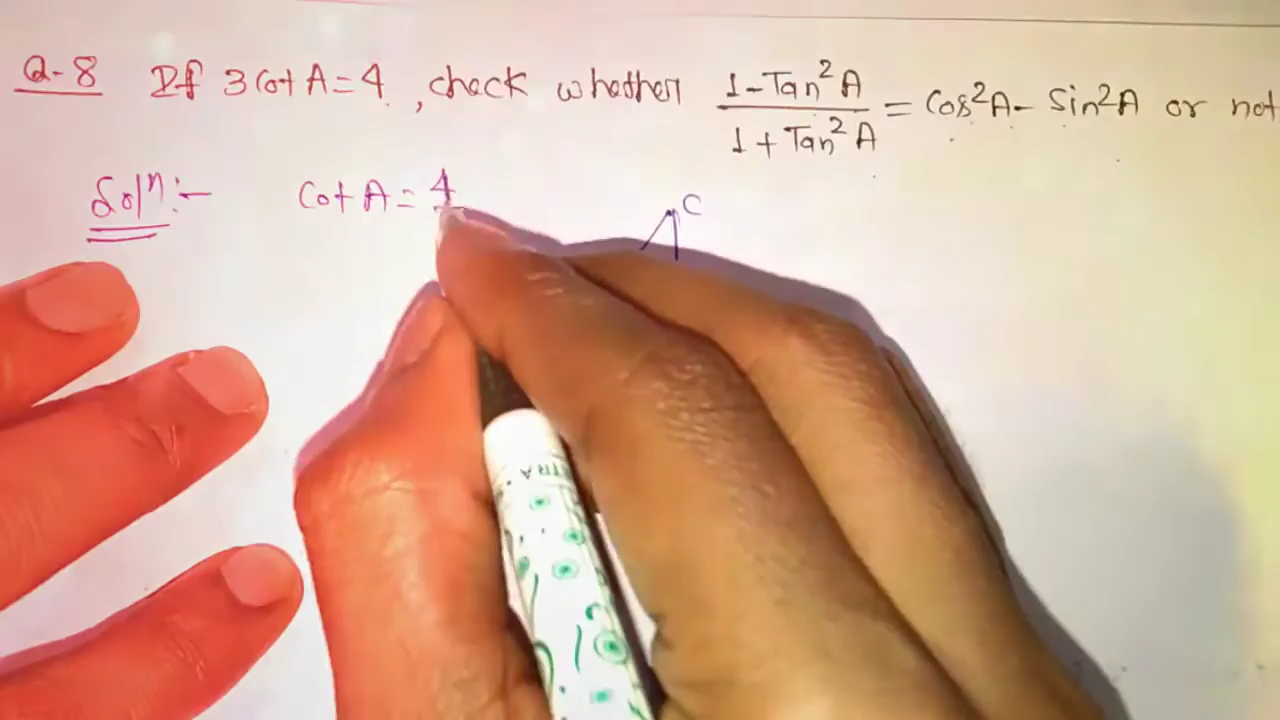 Q-8 If 3 Cot A = 4, check whether (1 - Tan²A)/(1 + Tan²A) = Cos²A - Sin²A or not
Solⁿ:- Cot A = 4
C